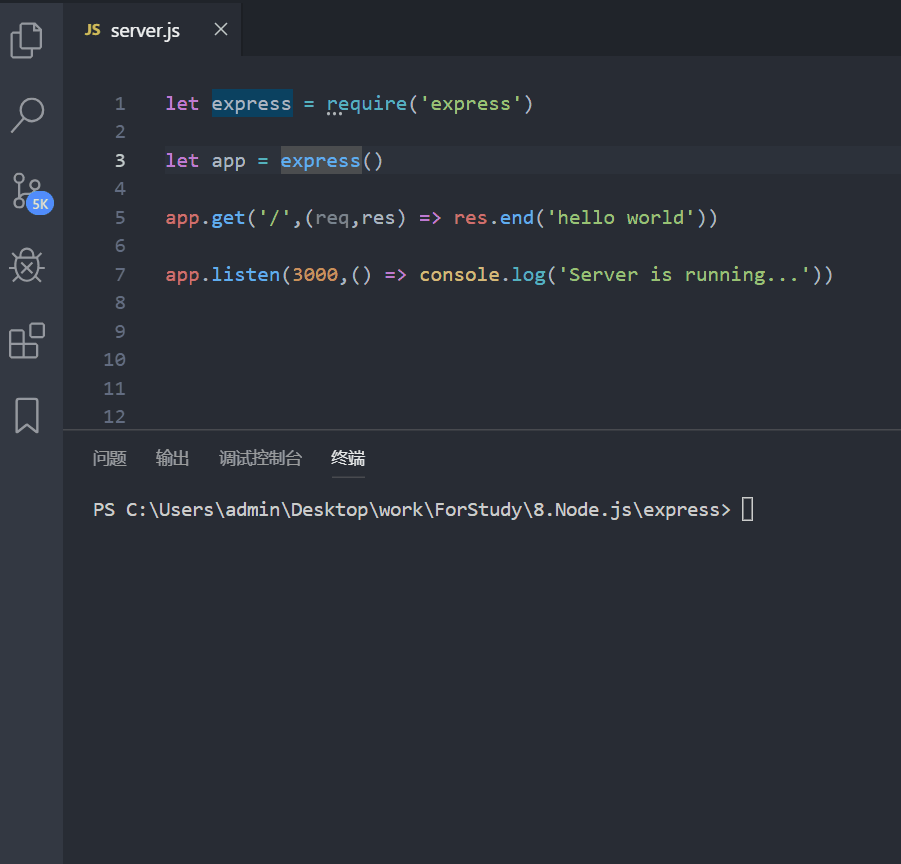 JS server.js
1 let express = require('express')
2
3 let app = express()
4
5 app.get('/',(req,res) => res.end('hello world'))
6
7 app.listen(3000,() => console.log('Server is running...'))
8
9
10
11
12
5K
问题 输出 调试控制台 终端
PS C:\Users\admin\Desktop\work\ForStudy\8.Node.js\express>